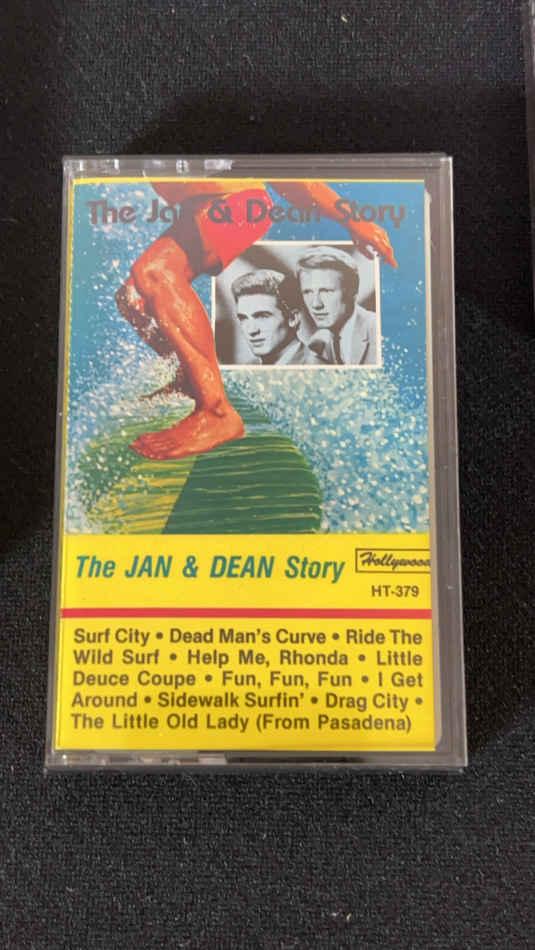 The Jan & Dean Story
The JAN & DEAN Story
Hollywood
HT-379
Surf City • Dead Man's Curve • Ride The
Wild Surf • Help Me, Rhonda • Little
Deuce Coupe • Fun, Fun, Fun • I Get
Around • Sidewalk Surfin' • Drag City •
The Little Old Lady (From Pasadena)